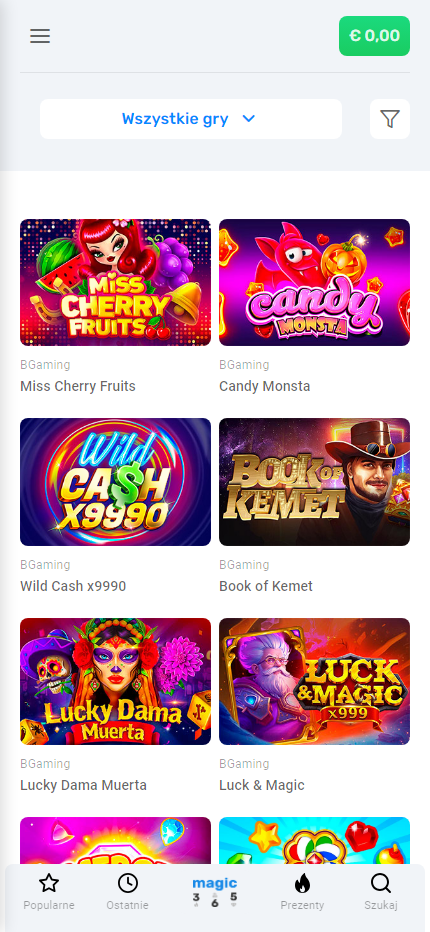 € 0,00
Wszystkie gry
MISS
CHERRY
FRUITS
candy
MONSTA
BGaming
Miss Cherry Fruits
BGaming
Candy Monsta
Wild
CA$H
X9990
BOOK OF
KEMET
BGaming
Wild Cash x9990
BGaming
Book of Kemet
Lucky Dama
Muerta
LUCK
& MAGIC
X999
BGaming
Lucky Dama Muerta
BGaming
Luck & Magic
Popularne
Ostatnie
magic
365
Prezenty
Szukaj